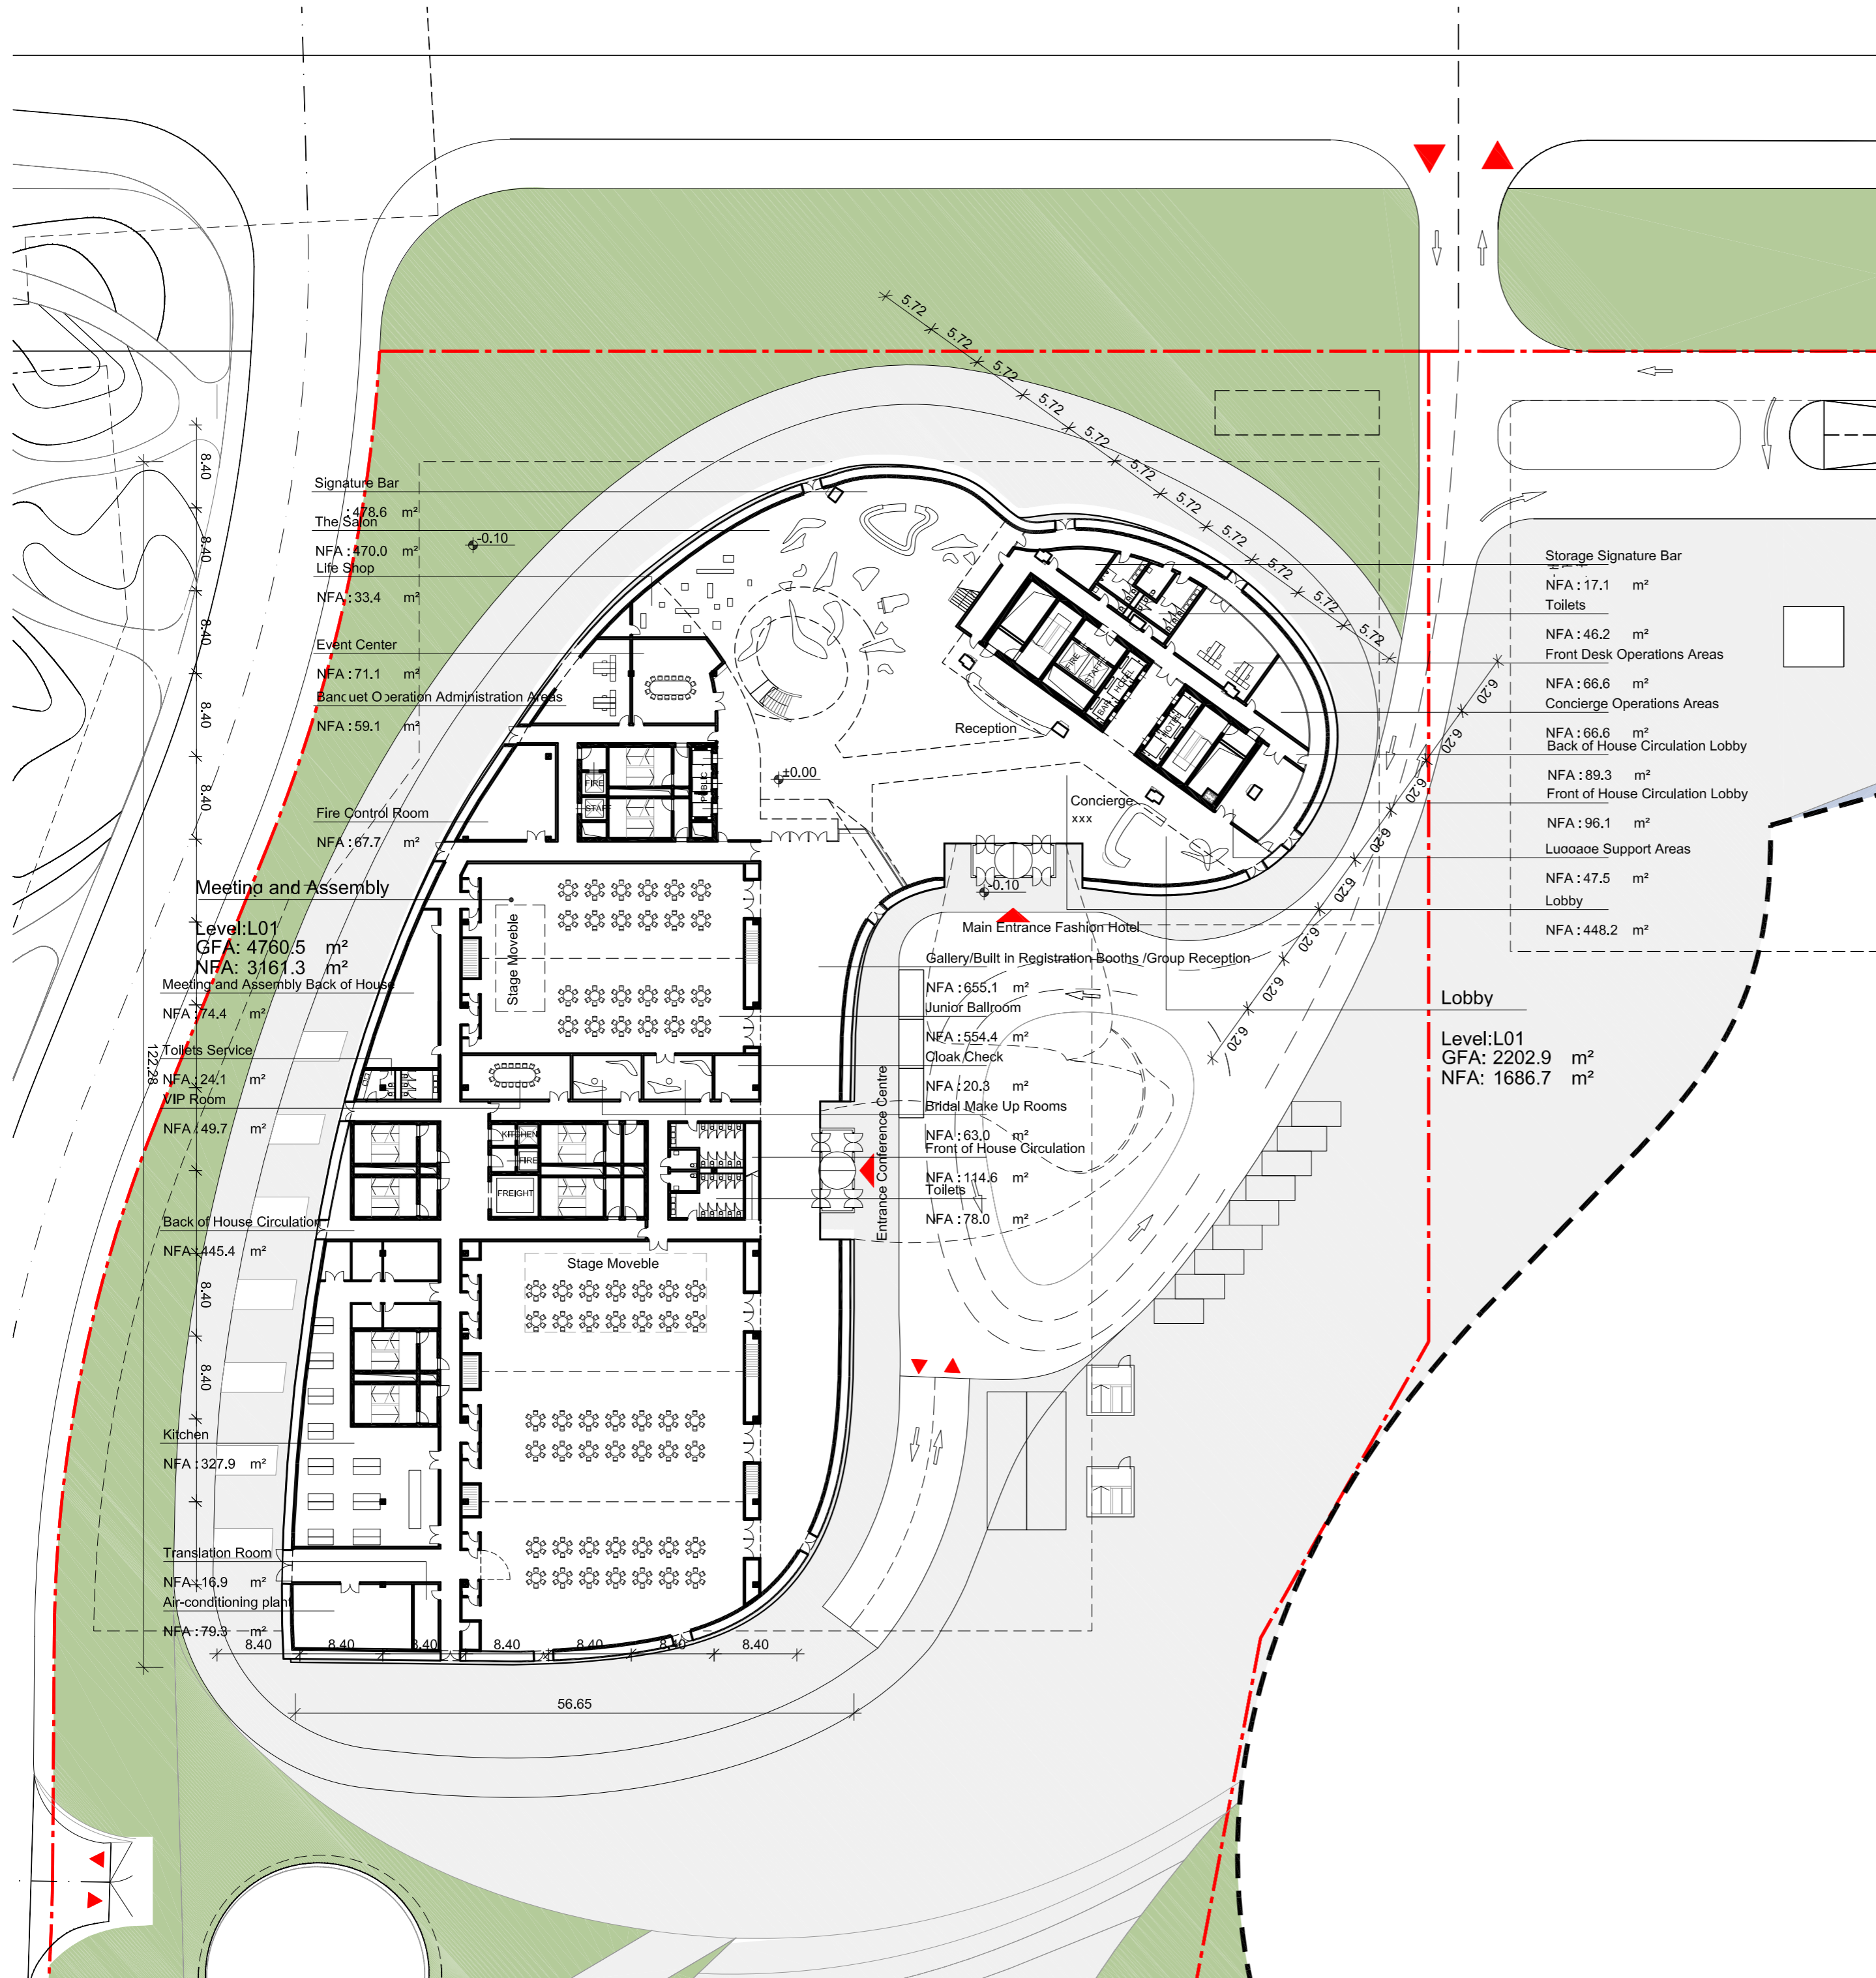 5.72
5.72
5.72
5.72
5.72
5.72
5.72
5.72
5.72
5.72
5.72
8.40
8.40
8.40
8.40
8.40
8.40
8.40
122.28
Signature Bar
:478.6 m²
The Salon
NFA : 470.0 m²
Life Shop
NFA : 33.4 m²
Event Center
NFA : 71.1 m²
Banquet Operation Administration Areas
NFA : 59.1 m²
Fire Control Room
NFA : 67.7 m²
Meeting and Assembly
Level:L01
GFA: 4760.5 m²
NFA: 3161.3 m²
Meeting and Assembly Back of House
NFA : 74.4 m²
Toilets Service
NFA : 24.1 m²
VIP Room
NFA : 49.7 m²
Back of House Circulation
NFA : 445.4 m²
Kitchen
NFA : 327.9 m²
Translation Room
NFA : 16.9 m²
Air-conditioning plant
NFA : 79.3 m²
-0.10
±0.00
-0.10
FIRE
STAFF
PUBLIC
FIRE
STAFF
HOTEL
BAR
HOTEL
Reception
Concierge
xxx
Stage Moveble
KITCHEN
FIRE
FREIGHT
Stage Moveble
Main Entrance Fashion Hotel
Entrance Conference Centre
Gallery/Built in Registration Booths /Group Reception
NFA : 655.1 m²
Junior Ballroom
NFA : 554.4 m²
Cloak Check
NFA : 20.3 m²
Bridal Make Up Rooms
NFA : 63.0 m²
Front of House Circulation
NFA : 114.6 m²
Toilets
NFA : 78.0 m²
Storage Signature Bar
NFA : 17.1 m²
Toilets
NFA : 46.2 m²
Front Desk Operations Areas
NFA : 66.6 m²
Concierge Operations Areas
NFA : 66.6 m²
Back of House Circulation Lobby
NFA : 89.3 m²
Front of House Circulation Lobby
NFA : 96.1 m²
Luggage Support Areas
NFA : 47.5 m²
Lobby
NFA : 448.2 m²
6.20
6.20
6.20
6.20
6.20
6.20
6.20
6.20
Lobby
Level:L01
GFA: 2202.9 m²
NFA: 1686.7 m²
8.40
8.40
8.40
8.40
8.40
8.40
8.40
56.65